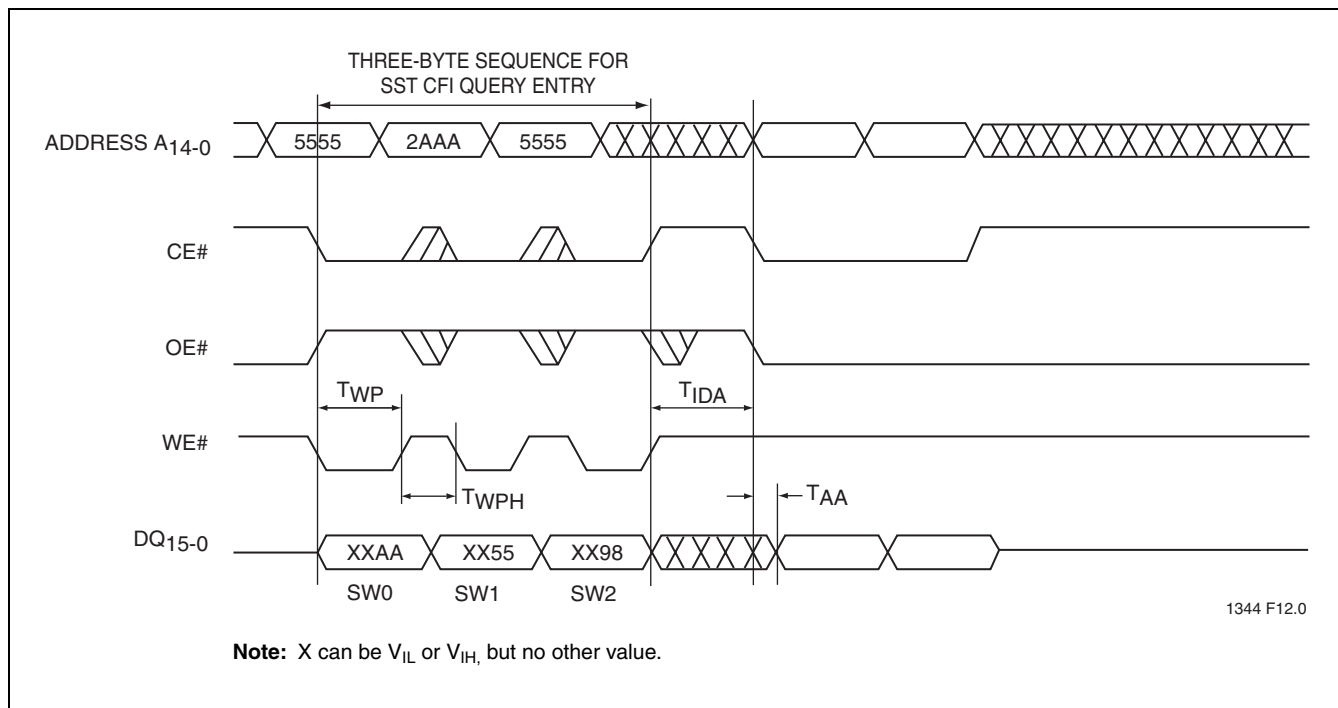 THREE-BYTE SEQUENCE FOR
SST CFI QUERY ENTRY
ADDRESS A14-0
5555 2AAA 5555
CE#
OE#
TWP TIDA
WE#
TWPH TAA
DQ15-0
XXAA XX55 XX98
SW0 SW1 SW2
1344 F12.0
Note: X can be VIL or VIH, but no other value.